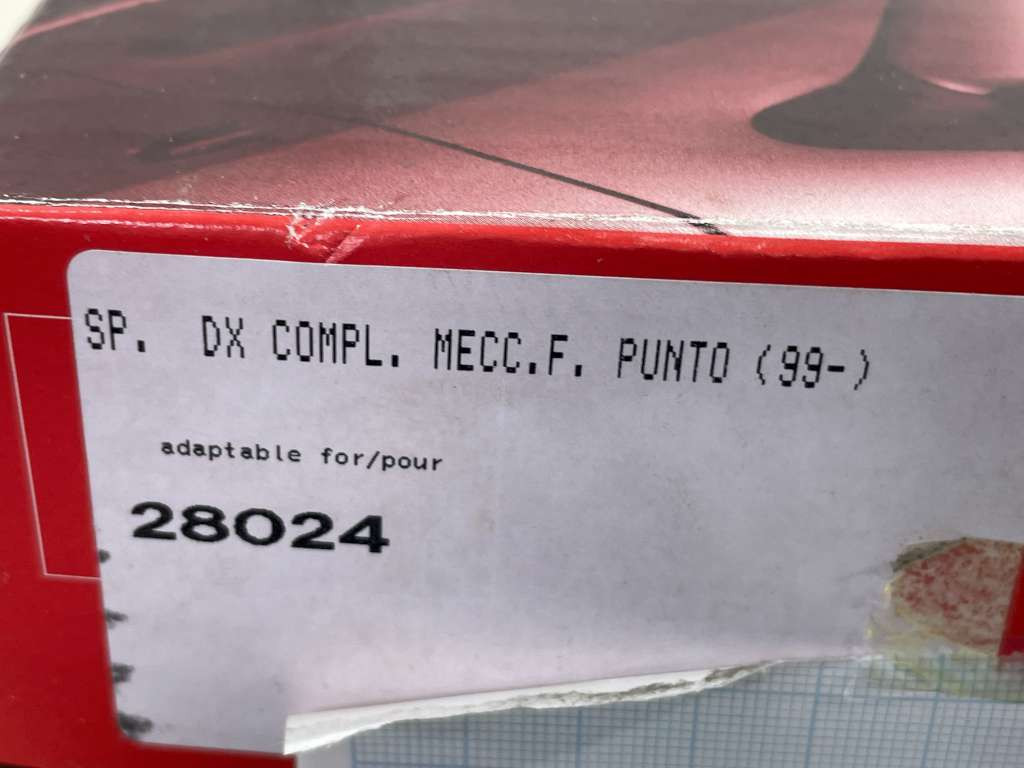 SP. DX COMPL. MECC.F. PUNTO (99-)
adaptable for/pour
28024